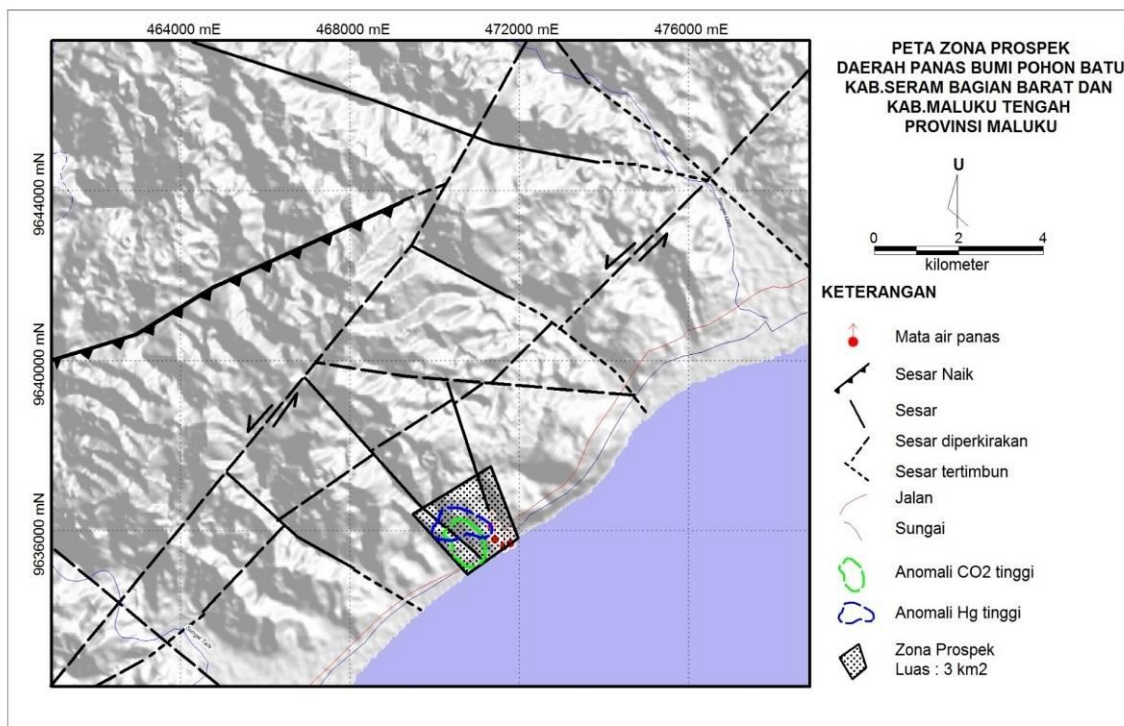 464000 mE
468000 mE
472000 mE
476000 mE
9644000 mN
9640000 mN
9636000 mN
Sungai Tala
PETA ZONA PROSPEK
DAERAH PANAS BUMI POHON BATU
KAB.SERAM BAGIAN BARAT DAN
KAB.MALUKU TENGAH
PROVINSI MALUKU
U
0 2 4
kilometer
KETERANGAN
Mata air panas
Sesar Naik
Sesar
Sesar diperkirakan
Sesar tertimbun
Jalan
Sungai
Anomali CO2 tinggi
Anomali Hg tinggi
Zona Prospek
Luas : 3 km2